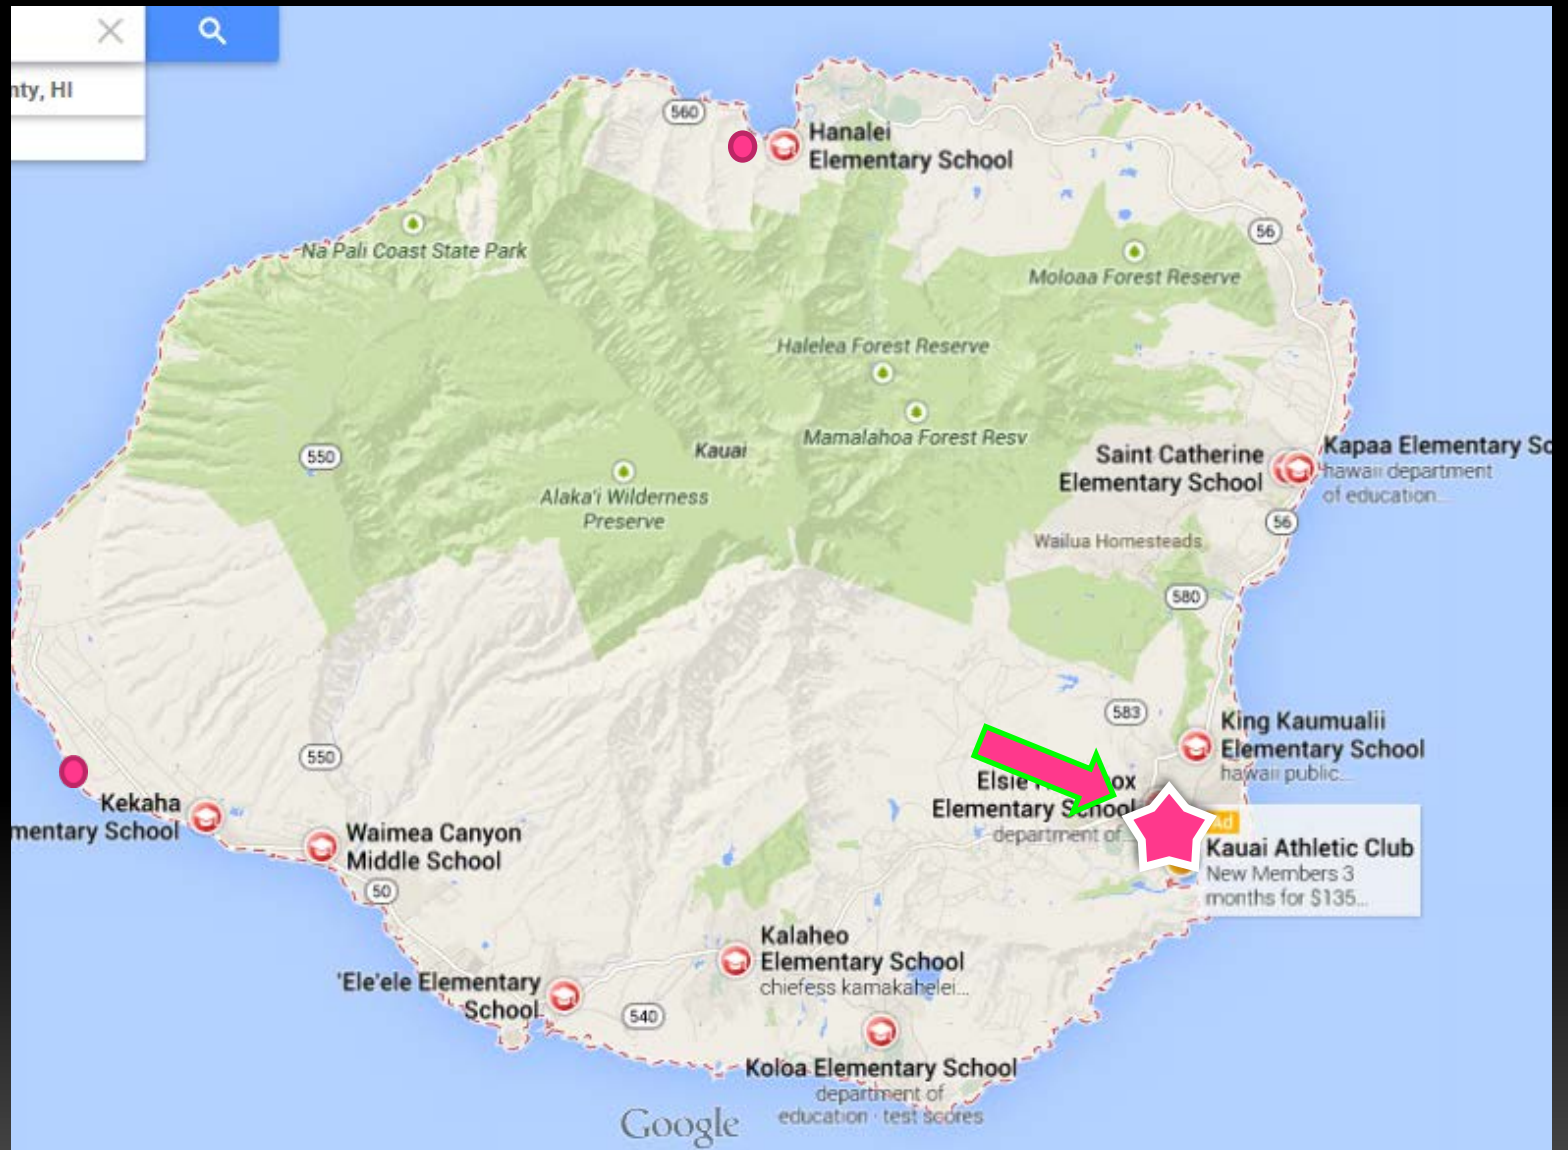 nty, HI
560
Hanalei
Elementary School
Na Pali Coast State Park
56
Moloaa Forest Reserve
Halelea Forest Reserve
Mamalahoa Forest Resv
Kauai
550
Alaka'i Wilderness
Preserve
Saint Catherine
Elementary School
Kapaa Elementary Sc
hawaii department
of education...
56
Wailua Homesteads
580
583
King Kaumualii
Elementary School
hawaii public...
550
Elsie ox
Elementary School
department of
Ad
Kauai Athletic Club
New Members 3
months for $135...
Kekaha
mentary School
Waimea Canyon
Middle School
50
Kalaheo
Elementary School
chiefess kamakahelei...
'Ele'ele Elementary
School
540
Koloa Elementary School
department of
education · test scores
Google